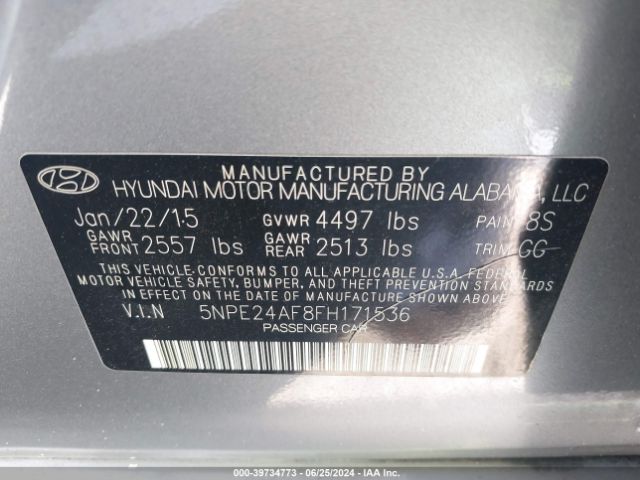 MANUFACTURED BY
HYUNDAI MOTOR MANUFACTURING ALABAMA, LLC
Jan/22/15 GVWR 4497 lbs PAINT 8S
GAWR FRONT 2557 lbs GAWR REAR 2513 lbs TRIM GG
THIS VEHICLE CONFORMS TO ALL APPLICABLE U.S.A. FEDERAL
MOTOR VEHICLE SAFETY, BUMPER, AND THEFT PREVENTION STANDARDS
IN EFFECT ON THE DATE OF MANUFACTURE SHOWN ABOVE.
V.I.N 5NPE24AF8FH171536
PASSENGER CAR
000-39734773 - 06/25/2024 - IAA Inc.